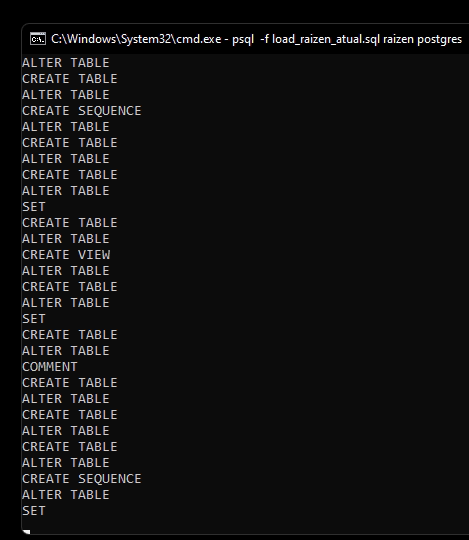 C:\Windows\System32\cmd.exe - psql -f load_raizen_atual.sql raizen postgres
ALTER TABLE
CREATE TABLE
ALTER TABLE
CREATE SEQUENCE
ALTER TABLE
CREATE TABLE
ALTER TABLE
CREATE TABLE
ALTER TABLE
SET
CREATE TABLE
ALTER TABLE
CREATE VIEW
ALTER TABLE
CREATE TABLE
ALTER TABLE
SET
CREATE TABLE
ALTER TABLE
COMMENT
CREATE TABLE
ALTER TABLE
CREATE TABLE
ALTER TABLE
CREATE TABLE
ALTER TABLE
CREATE SEQUENCE
ALTER TABLE
SET